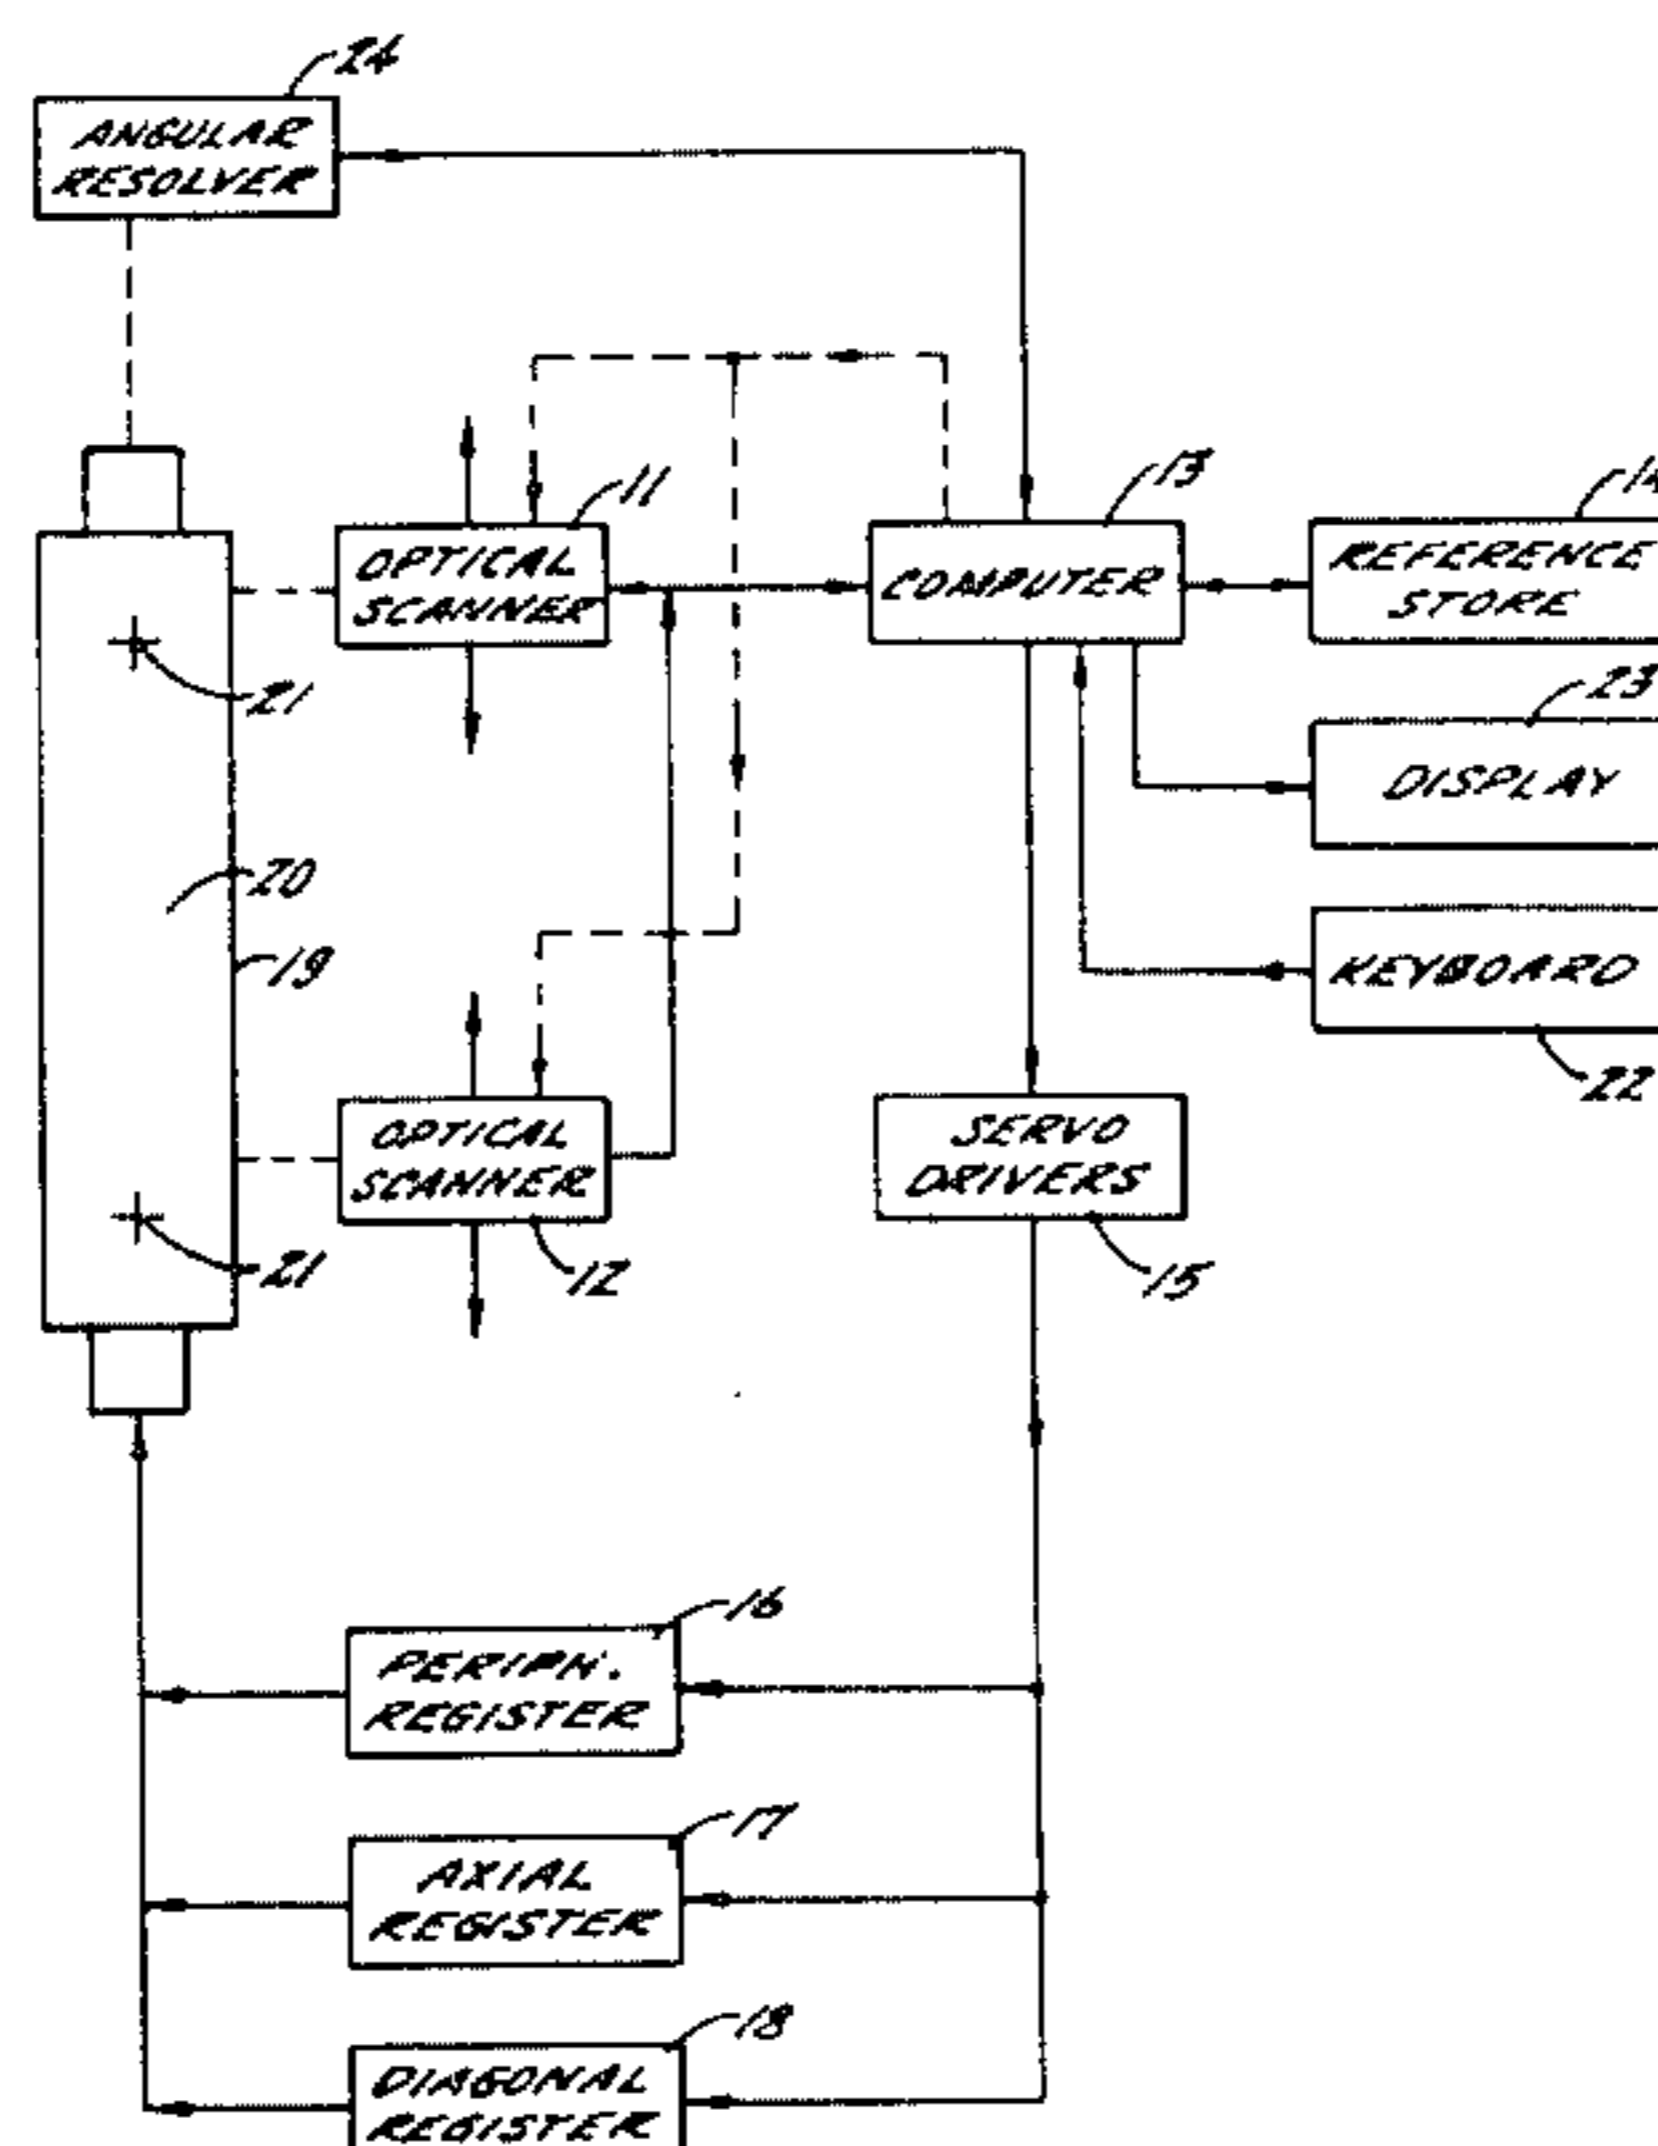 24
ANGULAR
RESOLVER
11
13
14
OPTICAL
SCANNER
COMPUTER
REFERENCE
STORE
21
23
DISPLAY
20
19
KEYBOARD
22
OPTICAL
SCANNER
SERVO
DRIVERS
21
12
15
16
PERIPH.
REGISTER
17
AXIAL
REGISTER
18
DIAGONAL
REGISTER